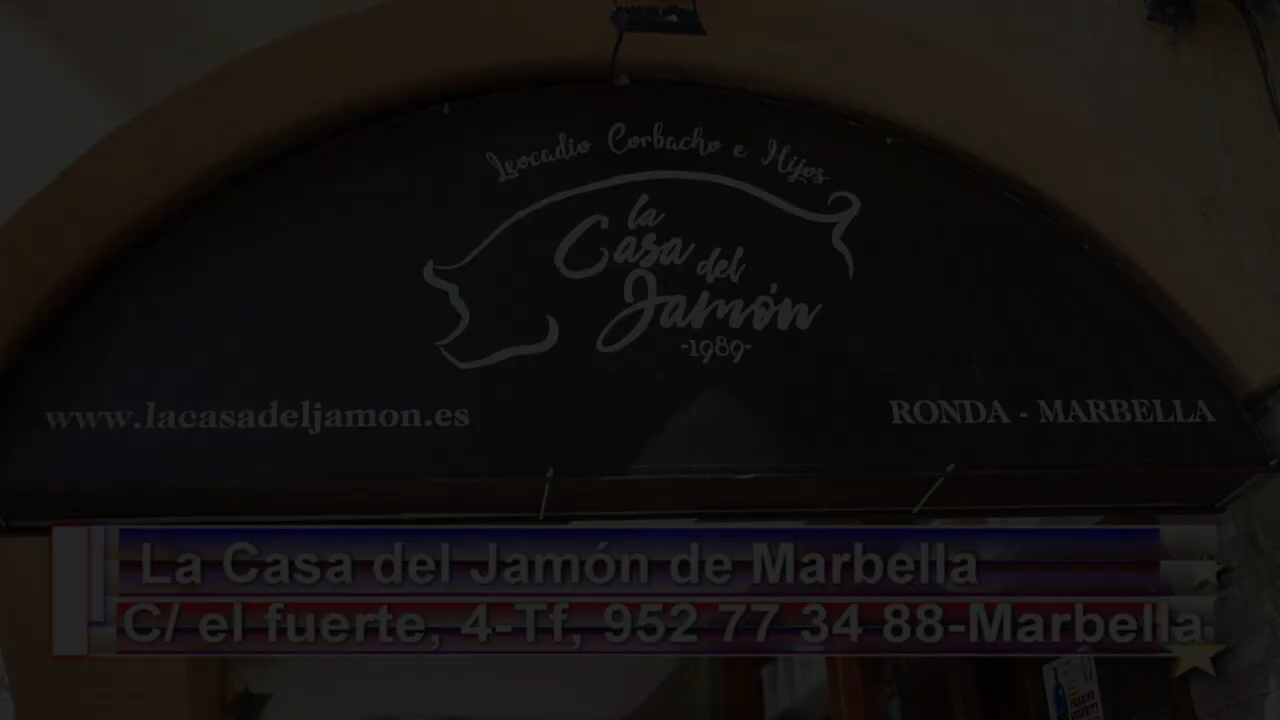 Leocadio Corbacho e Hijos
la
Casa del
Jamón
-1989-
www.lacasadeljamon.es
RONDA - MARBELLA
La Casa del Jamón de Marbella
C/ el fuerte, 4-Tf, 952 77 34 88-Marbella